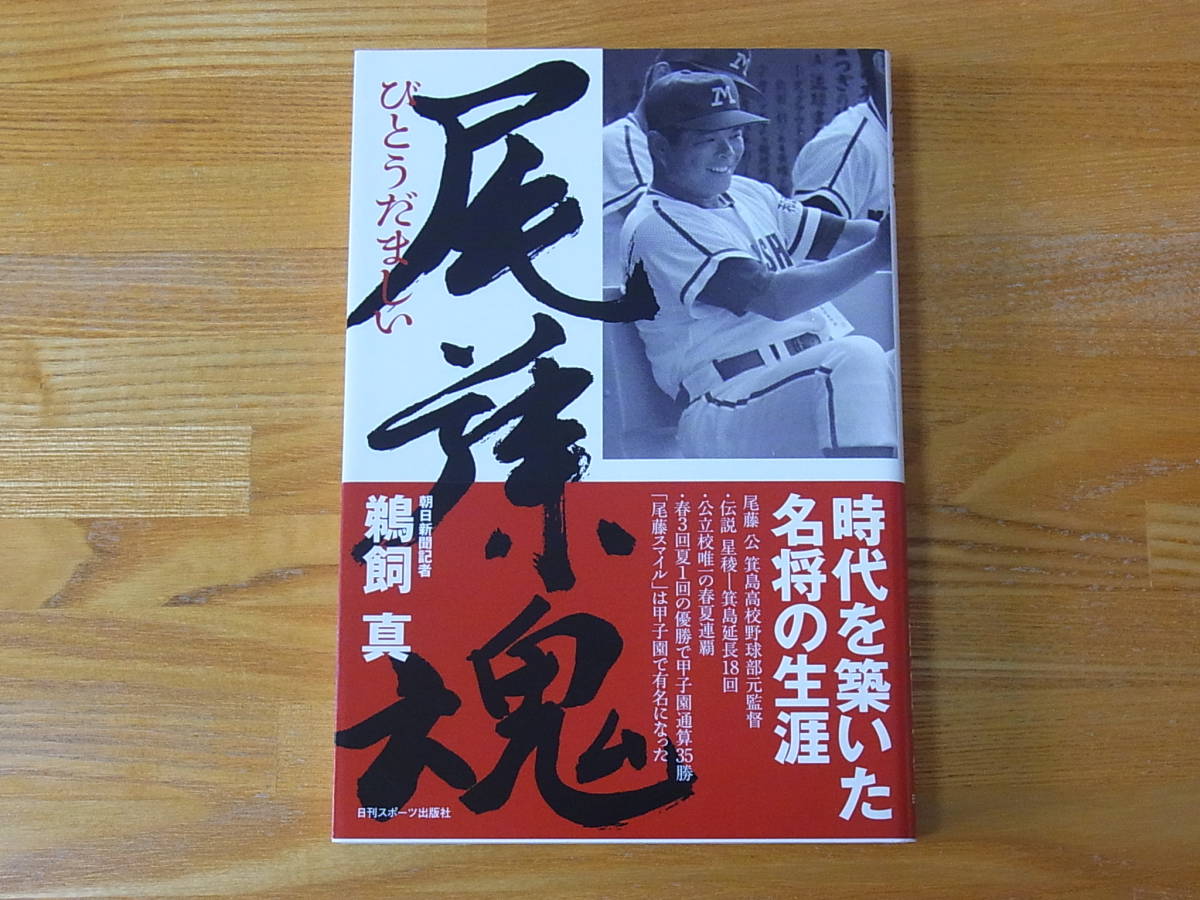 尾藤魂
びとうだましい
M
SH
時代を築いた
名将の生涯
尾藤 公 箕島高校野球部元監督
・伝説 星稜―箕島延長18回
・公立校唯一の春夏連覇
・春3回夏1回の優勝で甲子園通算35勝
「尾藤スマイル」は甲子園で有名になった
朝日新聞記者
鵜飼 真
日刊スポーツ出版社